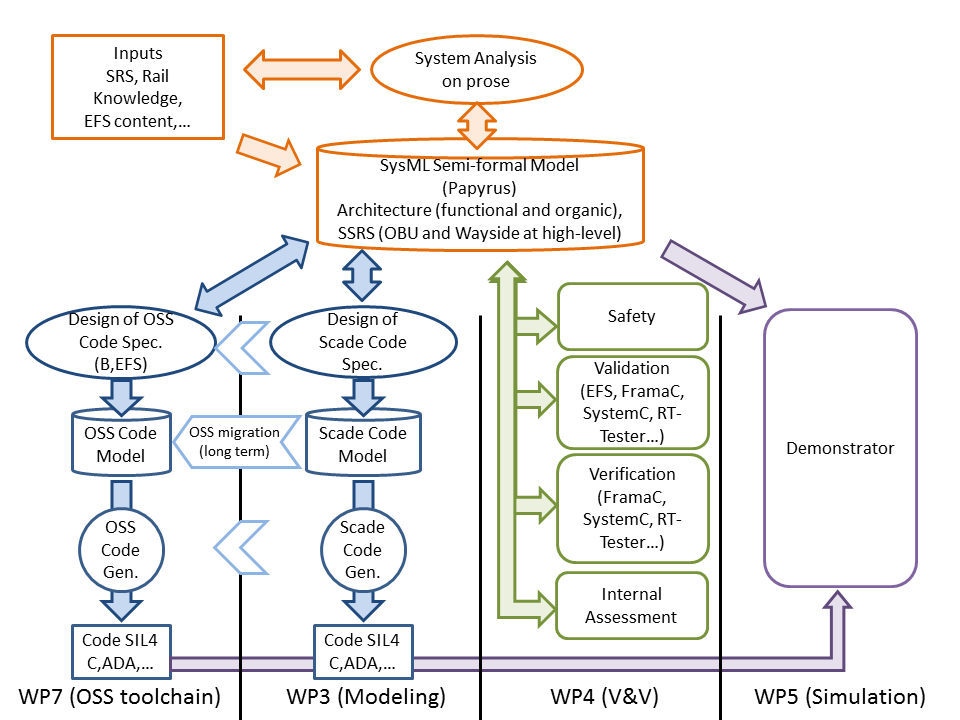 Inputs
SRS, Rail
Knowledge,
EFS content,...
System Analysis
on prose
SysML Semi-formal Model
(Papyrus)
Architecture (functional and organic),
SSRS (OBU and Wayside at high-level)
Design of OSS
Code Spec.
(B,EFS)
Design of
Scade Code
Spec.
OSS Code
Model
OSS migration
(long term)
Scade Code
Model
OSS
Code
Gen.
Scade
Code
Gen.
Code SIL4
C,ADA,...
Code SIL4
C,ADA,...
Safety
Validation
(EFS, FramaC,
SystemC, RT-
Tester...)
Verification
(FramaC,
SystemC, RT-
Tester...)
Internal
Assessment
Demonstrator
WP7 (OSS toolchain)
WP3 (Modeling)
WP4 (V&V)
WP5 (Simulation)